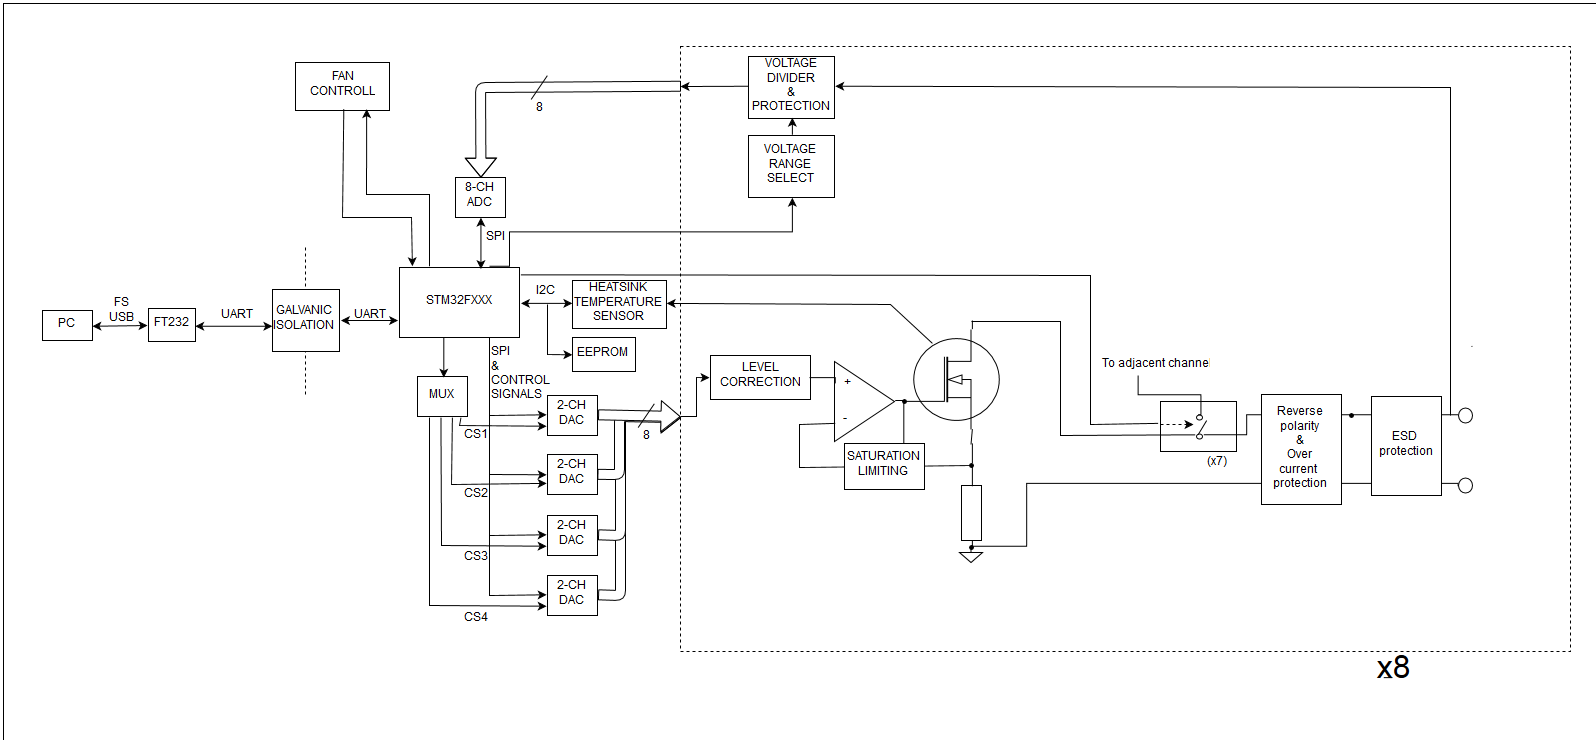 FAN
CONTROLL
VOLTAGE
DIVIDER
&
PROTECTION
8
VOLTAGE
RANGE
SELECT
8-CH
ADC
SPI
PC
FS
USB
FT232
UART
GALVANIC
ISOLATION
UART
STM32FXXX
I2C
HEATSINK
TEMPERATURE
SENSOR
EEPROM
SPI
&
CONTROL
SIGNALS
MUX
2-CH
DAC
CS1
8
2-CH
DAC
CS2
2-CH
DAC
CS3
2-CH
DAC
CS4
LEVEL
CORRECTION
+
-
SATURATION
LIMITING
To adjacent channel
(x7)
Reverse
polarity
&
Over
current
protection
ESD
protection
x8